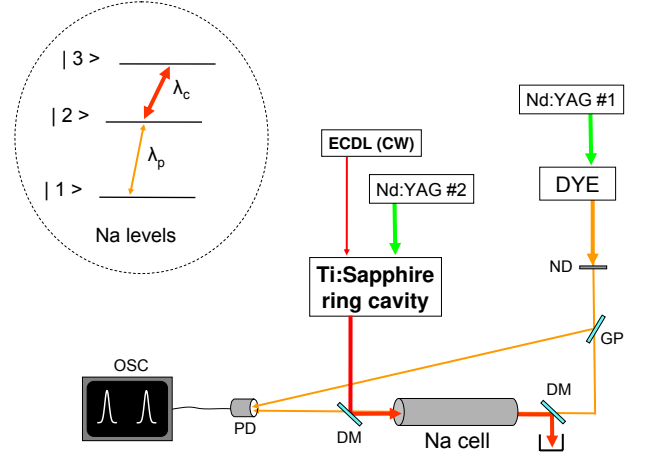 | 3 >
λc
| 2 >
λp
| 1 >
Na levels
ECDL (CW)
Nd:YAG #2
Ti:Sapphire
ring cavity
Nd:YAG #1
DYE
ND
GP
OSC
PD
DM
Na cell
DM